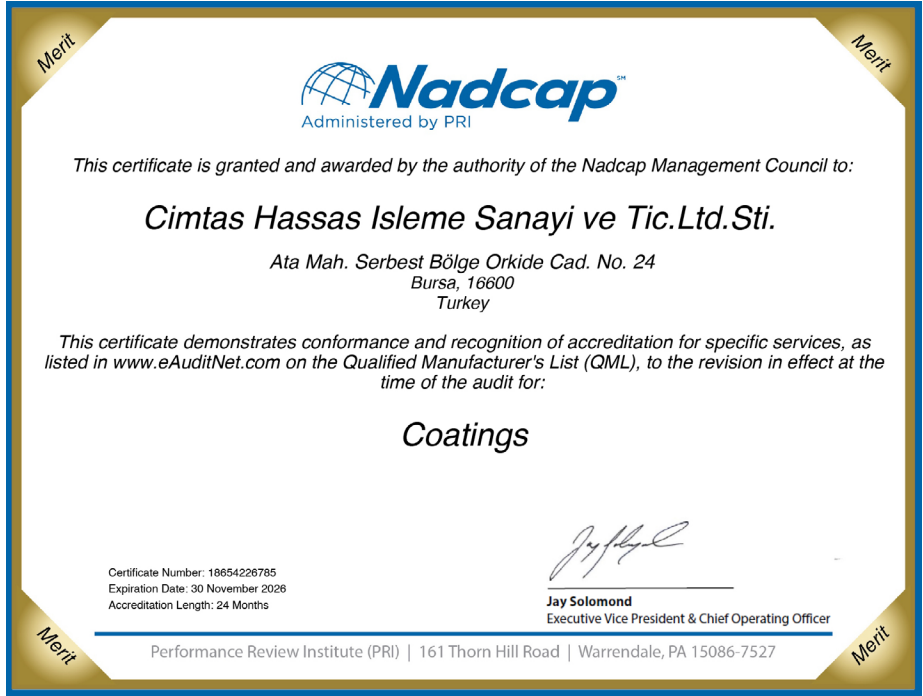 Merit
Merit
Nadcap℠
Administered by PRI
This certificate is granted and awarded by the authority of the Nadcap Management Council to:
Cimtas Hassas Isleme Sanayi ve Tic.Ltd.Sti.
Ata Mah. Serbest Bölge Orkide Cad. No. 24
Bursa, 16600
Turkey
This certificate demonstrates conformance and recognition of accreditation for specific services, as
listed in www.eAuditNet.com on the Qualified Manufacturer's List (QML), to the revision in effect at the
time of the audit for:
Coatings
Certificate Number: 18654226785
Expiration Date: 30 November 2026
Accreditation Length: 24 Months
Jay Solomond
Executive Vice President & Chief Operating Officer
Merit
Merit
Performance Review Institute (PRI) | 161 Thorn Hill Road | Warrendale, PA 15086-7527